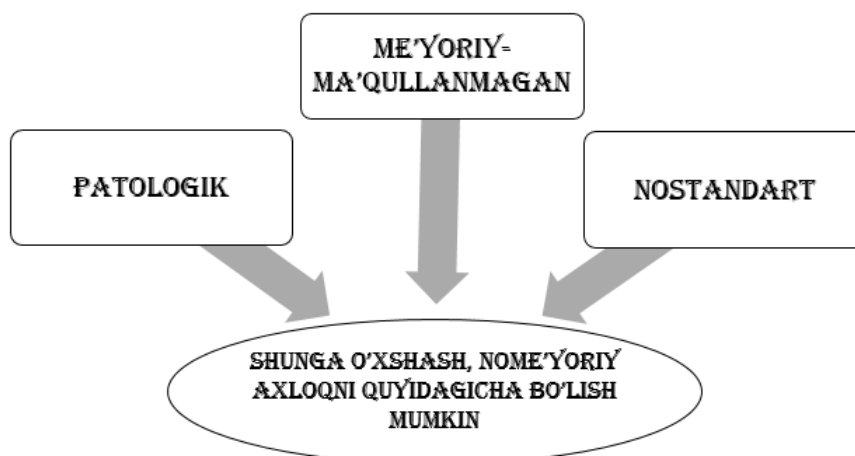 ME’YORIY-
MA’QULLANMAGAN
PATOLOGIK
NOSTANDART
SHUNGA O’XSHASH, NOME’YORIY
AXLOQNI QUYIDAGICHA BO’LISH
MUMKIN